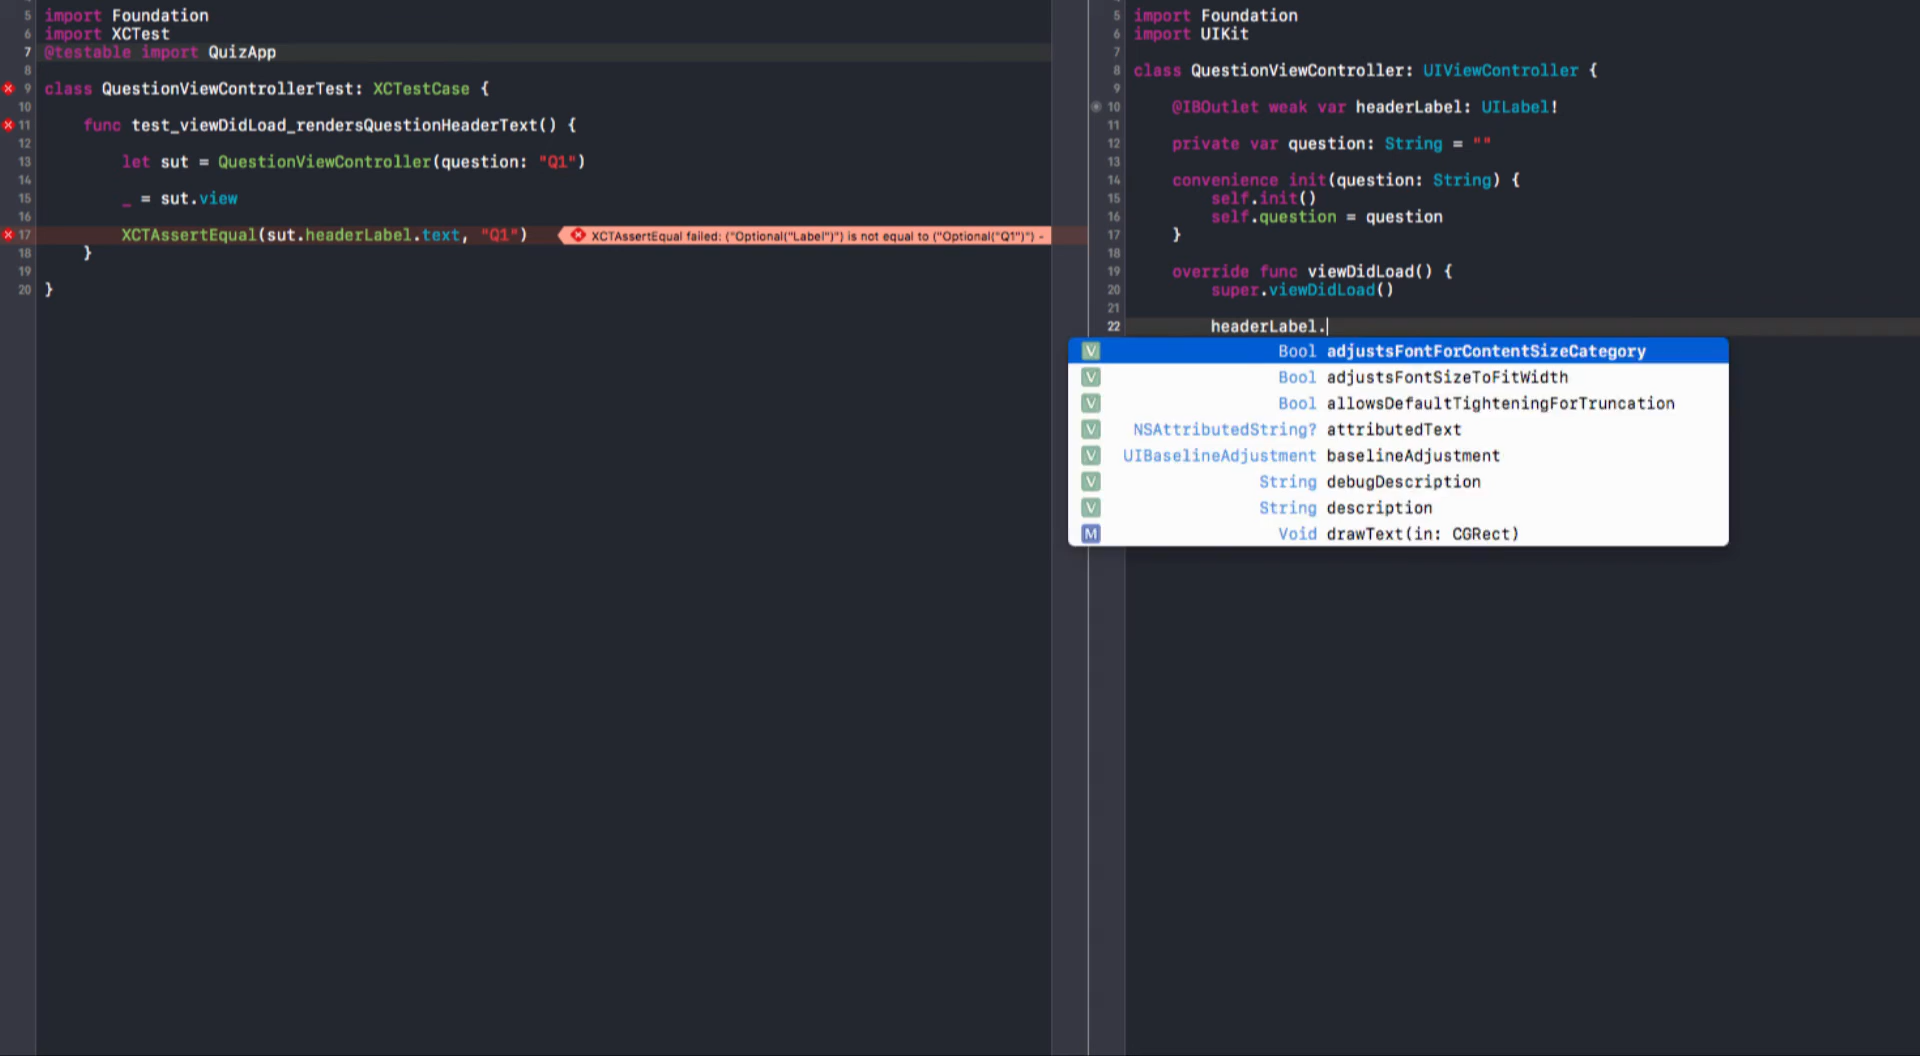 5 import Foundation
6 import XCTest
7 @testable import QuizApp
8
9 class QuestionViewControllerTest: XCTestCase {
10
11 func test_viewDidLoad_rendersQuestionHeaderText() {
12
13 let sut = QuestionViewController(question: "Q1")
14
15 _ = sut.view
16
17 XCTAssertEqual(sut.headerLabel.text, "Q1") XCTAssertEqual failed: ("Optional("Label")") is not equal to ("Optional("Q1")") -
18 }
19
20 }
5 import Foundation
6 import UIKit
7
8 class QuestionViewController: UIViewController {
9
10 @IBOutlet weak var headerLabel: UILabel!
11
12 private var question: String = ""
13
14 convenience init(question: String) {
15 self.init()
16 self.question = question
17 }
18
19 override func viewDidLoad() {
20 super.viewDidLoad()
21
22 headerLabel.
V Bool adjustsFontForContentSizeCategory
V Bool adjustsFontSizeToFitWidth
V Bool allowsDefaultTighteningForTruncation
V NSAttributedString? attributedText
V UIBaselineAdjustment baselineAdjustment
V String debugDescription
V String description
M Void drawText(in: CGRect)